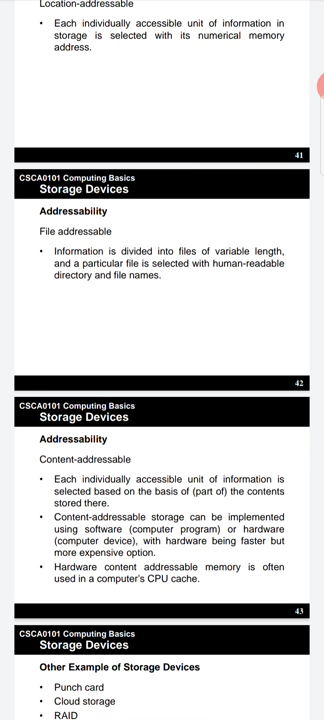 Location-addressable
• Each individually accessible unit of information in
storage is selected with its numerical memory
address.
41
CSCA0101 Computing Basics
Storage Devices
Addressability
File addressable
• Information is divided into files of variable length,
and a particular file is selected with human-readable
directory and file names.
42
CSCA0101 Computing Basics
Storage Devices
Addressability
Content-addressable
• Each individually accessible unit of information is
selected based on the basis of (part of) the contents
stored there.
• Content-addressable storage can be implemented
using software (computer program) or hardware
(computer device), with hardware being faster but
more expensive option.
• Hardware content addressable memory is often
used in a computer's CPU cache.
43
CSCA0101 Computing Basics
Storage Devices
Other Example of Storage Devices
• Punch card
• Cloud storage
• RAID